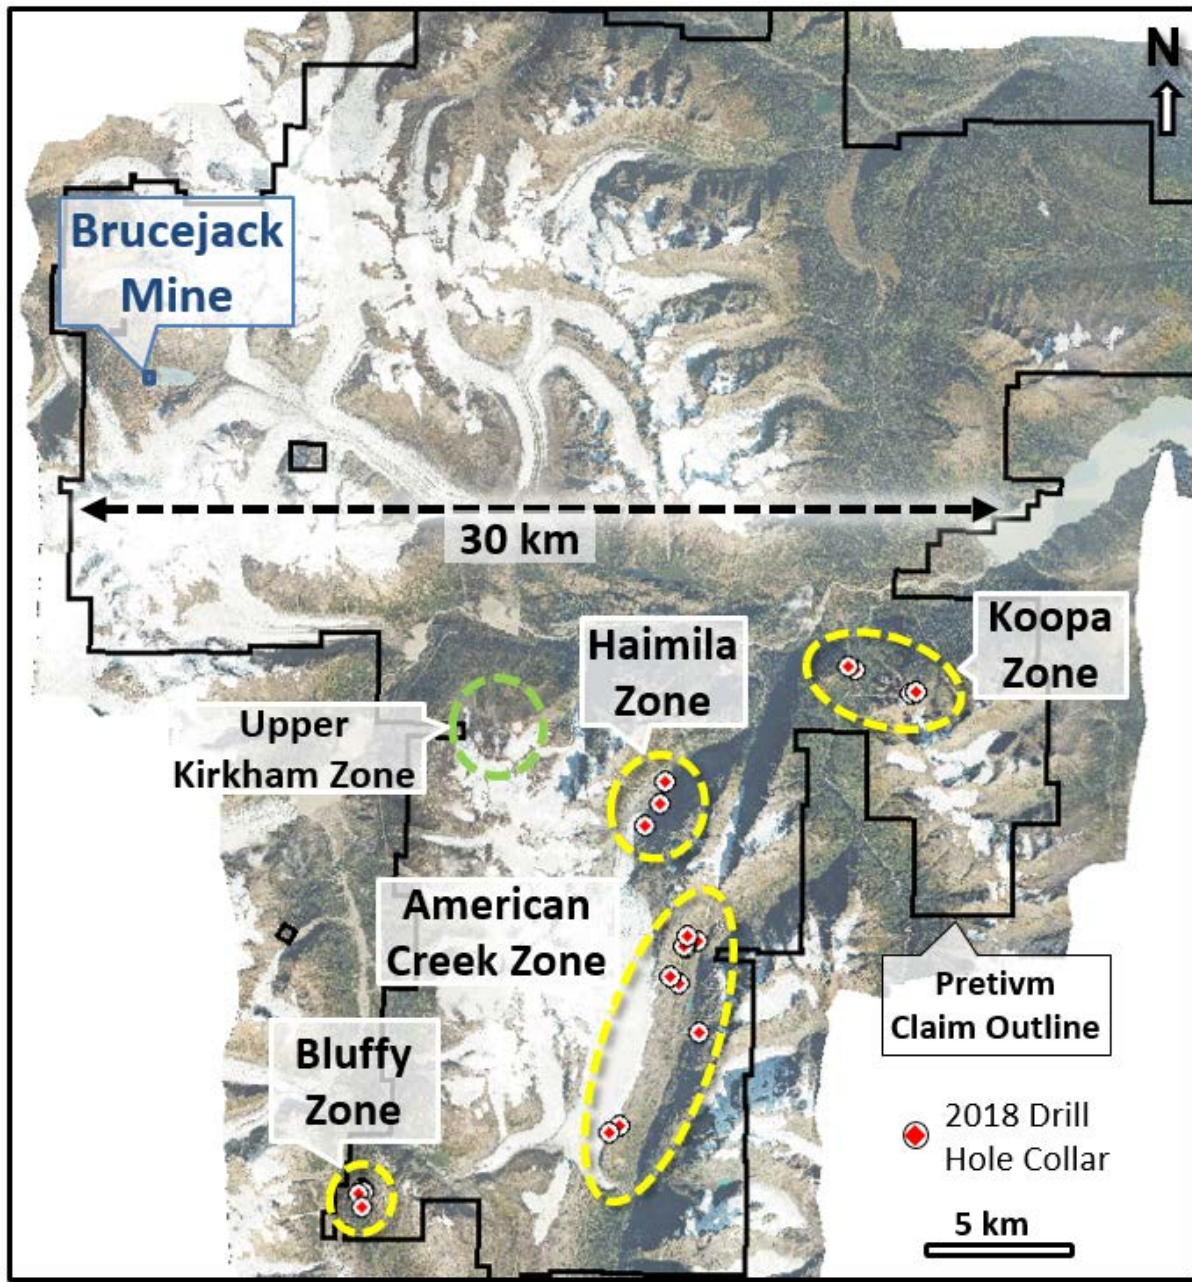 N
Brucejack
Mine
30 km
Koopa
Zone
Haimila
Zone
Upper
Kirkham Zone
American
Creek Zone
Pretivm
Claim Outline
Bluffy
Zone
2018 Drill
Hole Collar
5 km